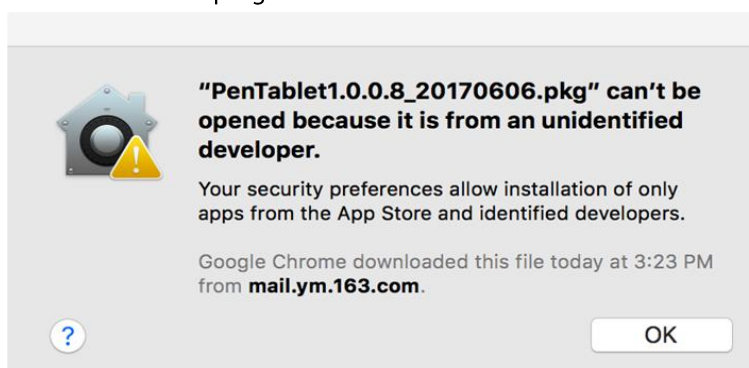 “PenTablet1.0.0.8_20170606.pkg” can’t be
opened because it is from an unidentified
developer.
Your security preferences allow installation of only
apps from the App Store and identified developers.
Google Chrome downloaded this file today at 3:23 PM
from mail.ym.163.com.
?
OK